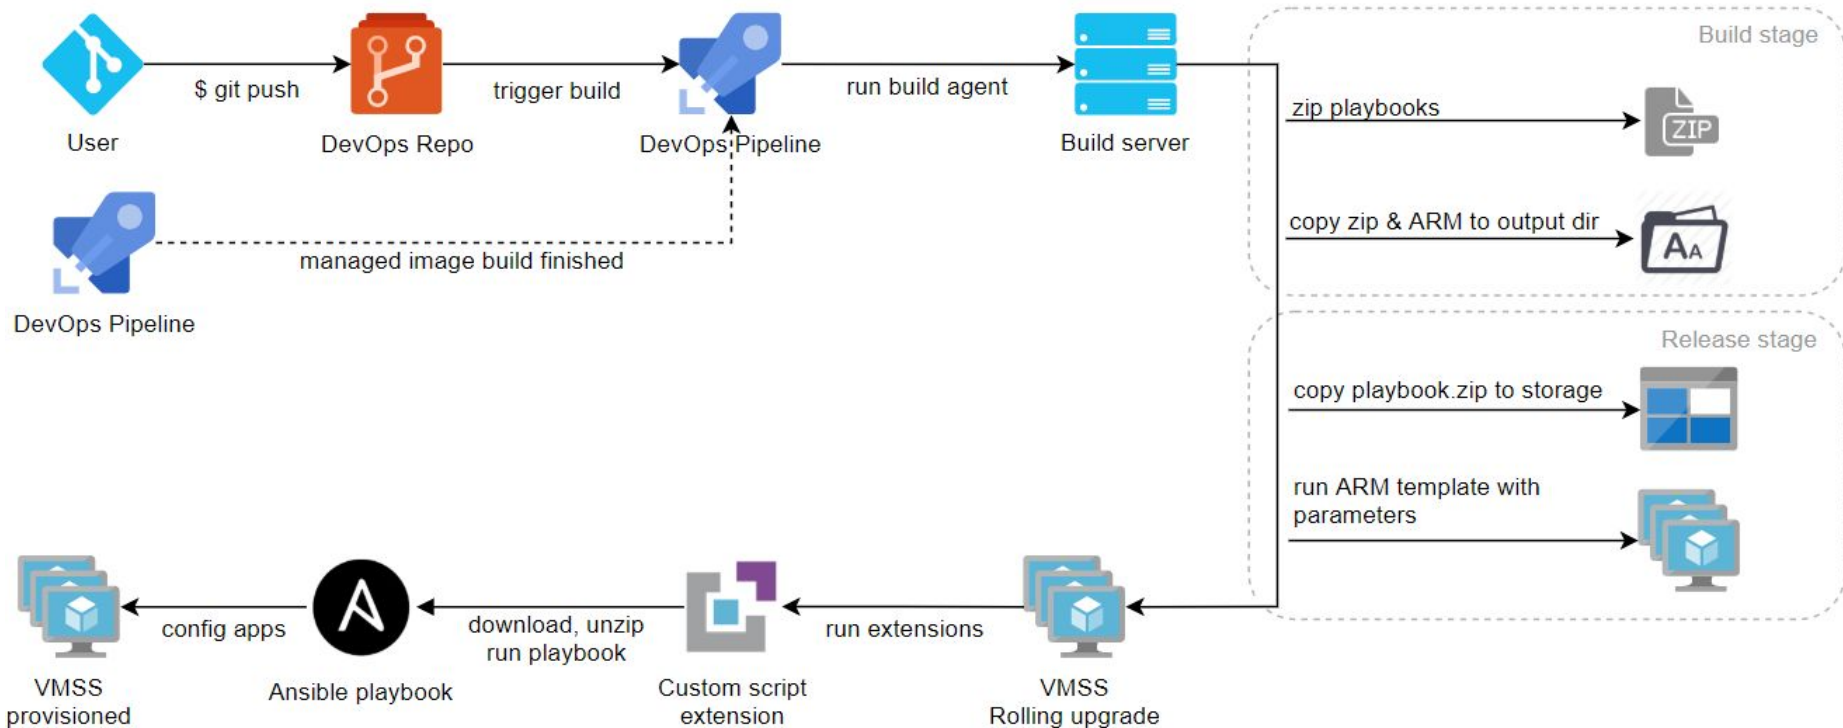 Build stage
$ git push
trigger build
run build agent
User
DevOps Repo
DevOps Pipeline
Build server
zip playbooks
ZIP
copy zip & ARM to output dir
AA
managed image build finished
DevOps Pipeline
Release stage
copy playbook.zip to storage
run ARM template with
parameters
config apps
download, unzip
run playbook
run extensions
VMSS
provisioned
Ansible playbook
Custom script
extension
VMSS
Rolling upgrade